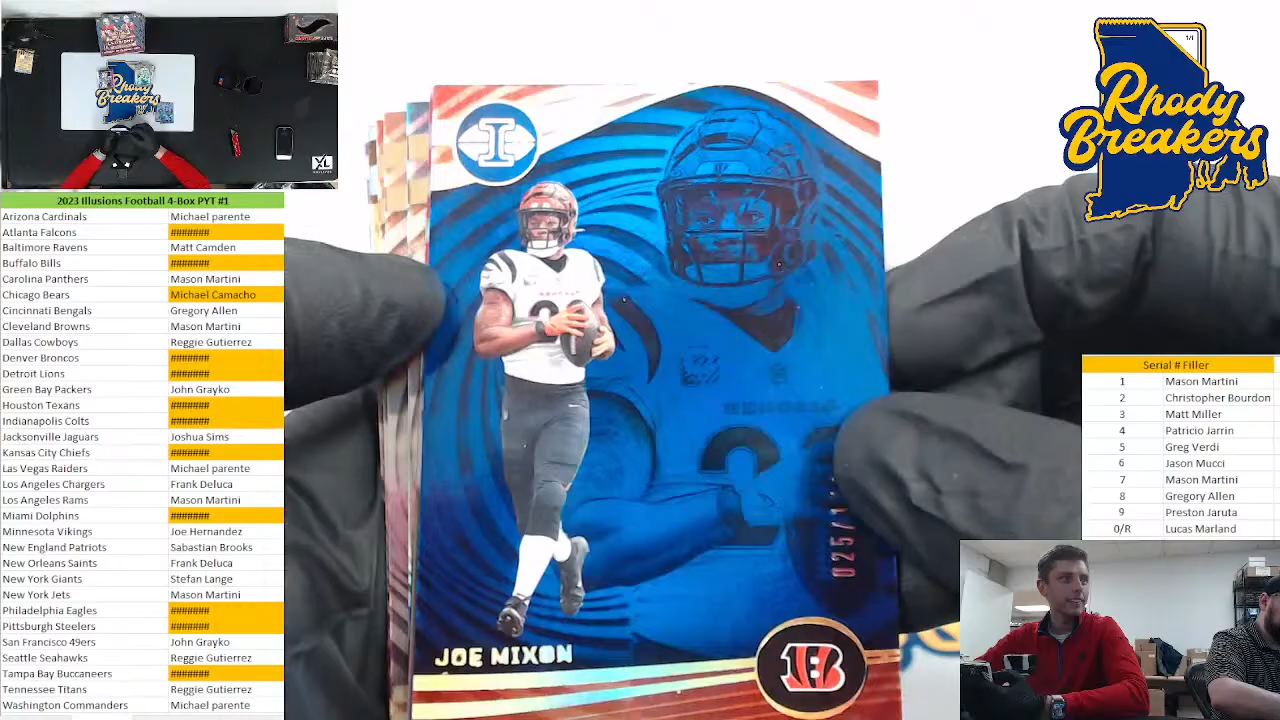 2023 Illusions Football 4-Box PYT #1
Arizona Cardinals Michael parente
Atlanta Falcons #######
Baltimore Ravens Matt Camden
Buffalo Bills #######
Carolina Panthers Mason Martini
Chicago Bears Michael Camacho
Cincinnati Bengals Gregory Allen
Cleveland Browns Mason Martini
Dallas Cowboys Reggie Gutierrez
Denver Broncos #######
Detroit Lions #######
Green Bay Packers John Grayko
Houston Texans #######
Indianapolis Colts #######
Jacksonville Jaguars Joshua Sims
Kansas City Chiefs #######
Las Vegas Raiders Michael parente
Los Angeles Chargers Frank Deluca
Los Angeles Rams Mason Martini
Miami Dolphins #######
Minnesota Vikings Joe Hernandez
New England Patriots Sabastian Brooks
New Orleans Saints Frank Deluca
New York Giants Stefan Lange
New York Jets Mason Martini
Philadelphia Eagles #######
Pittsburgh Steelers #######
San Francisco 49ers John Grayko
Seattle Seahawks Reggie Gutierrez
Tampa Bay Buccaneers #######
Tennessee Titans Reggie Gutierrez
Washington Commanders Michael parente
Rhody
Breakers
XL
I
BENGALS
025/
JOE MIXON
B
1/1
Rhody
Breakers
Serial # Filler
1 Mason Martini
2 Christopher Bourdon
3 Matt Miller
4 Patricio Jarrin
5 Greg Verdi
6 Jason Mucci
7 Mason Martini
8 Gregory Allen
9 Preston Jaruta
0/R Lucas Marland